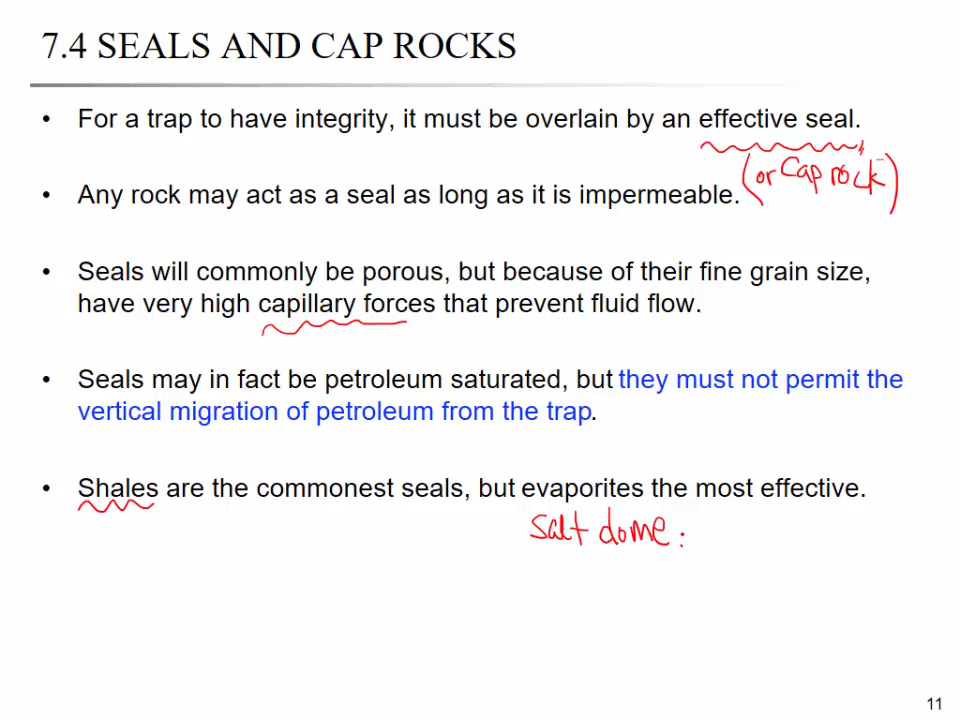 7.4 SEALS AND CAP ROCKS
• For a trap to have integrity, it must be overlain by an effective seal.
(or Cap rock)
• Any rock may act as a seal as long as it is impermeable.
• Seals will commonly be porous, but because of their fine grain size,
have very high capillary forces that prevent fluid flow.
• Seals may in fact be petroleum saturated, but they must not permit the
vertical migration of petroleum from the trap.
• Shales are the commonest seals, but evaporites the most effective.
Salt dome :
11